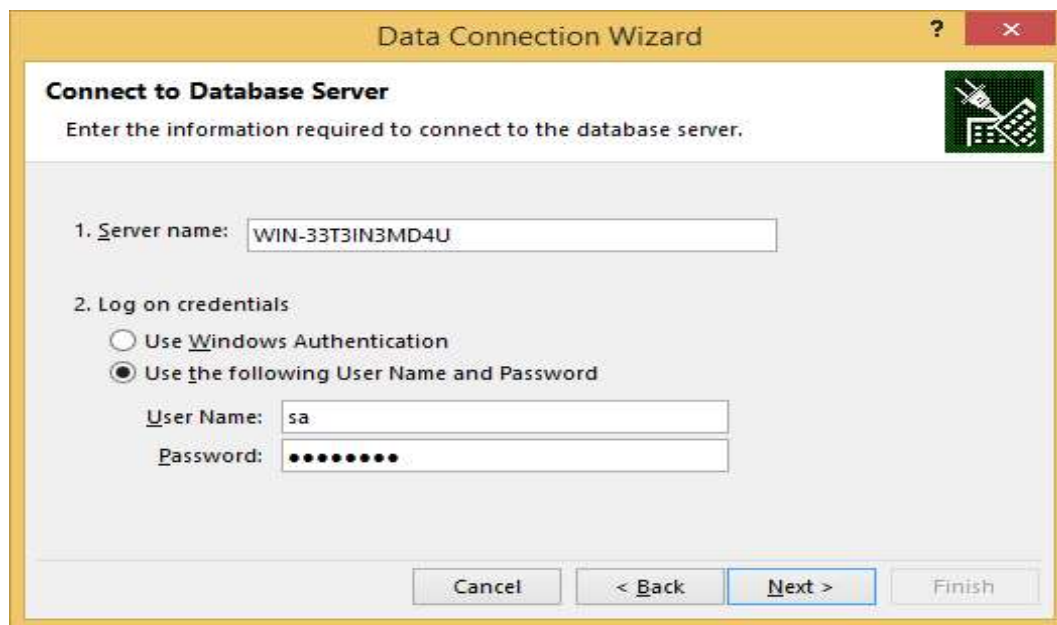 Data Connection Wizard
?
Connect to Database Server
Enter the information required to connect to the database server.
1. Server name: WIN-33T3IN3MD4U
2. Log on credentials
Use Windows Authentication
Use the following User Name and Password
User Name: sa
Password: ●●●●●●●●
Cancel < Back Next > Finish